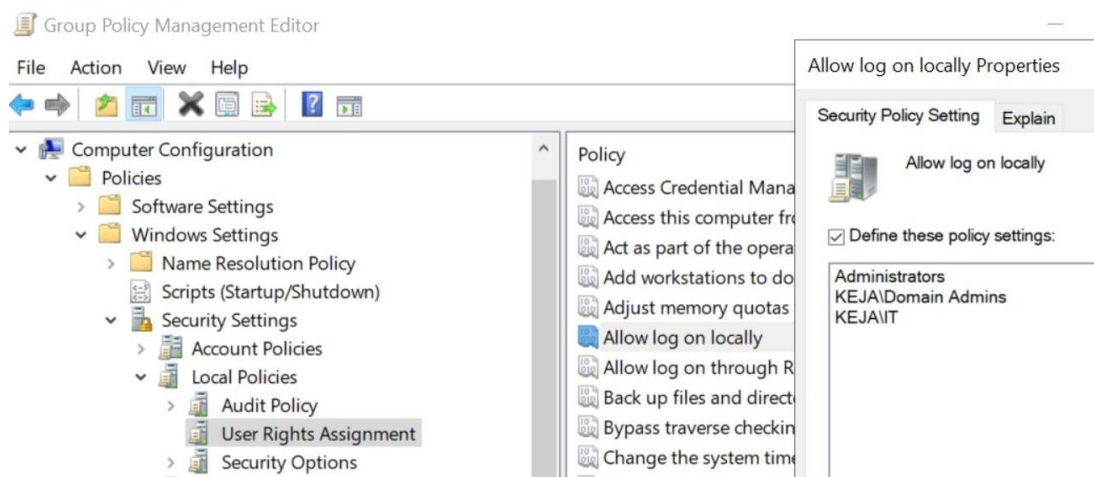 Group Policy Management Editor
File Action View Help
Computer Configuration
Policies
Software Settings
Windows Settings
Name Resolution Policy
Scripts (Startup/Shutdown)
Security Settings
Account Policies
Local Policies
Audit Policy
User Rights Assignment
Security Options
Policy
Access Credential Mana
Access this computer fr
Act as part of the opera
Add workstations to do
Adjust memory quotas
Allow log on locally
Allow log on through R
Back up files and direct
Bypass traverse checkin
Change the system time
Allow log on locally Properties
Security Policy Setting Explain
Allow log on locally
Define these policy settings:
Administrators
KEJA\Domain Admins
KEJA\IT